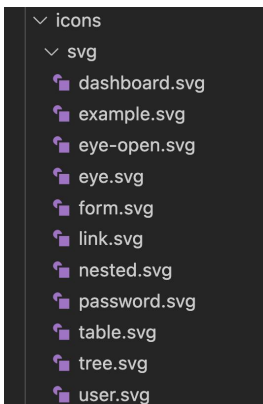 icons
svg
dashboard.svg
example.svg
eye-open.svg
eye.svg
form.svg
link.svg
nested.svg
password.svg
table.svg
tree.svg
user.svg